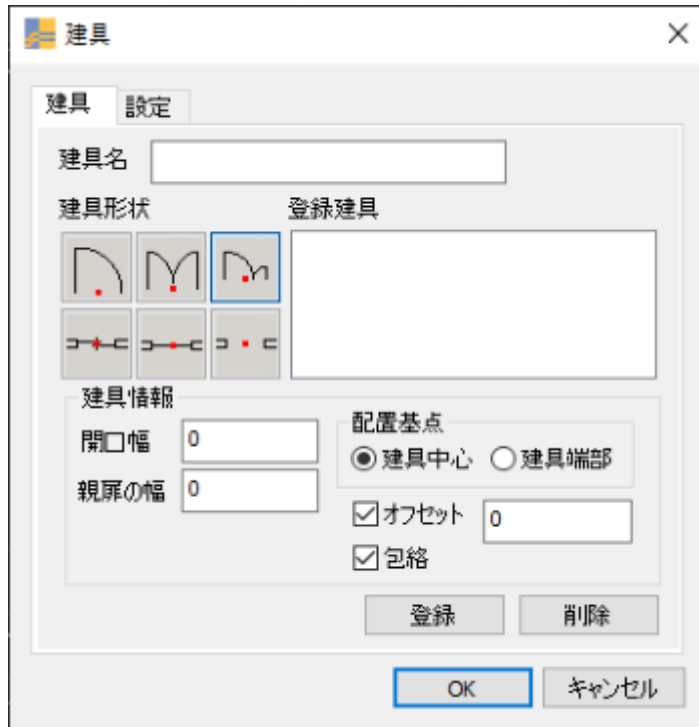 建具
建具 設定
建具名
建具形状 登録建具
建具情報
開口幅 0
親扉の幅 0
配置基点
建具中心 建具端部
オフセット 0
包絡
登録 削除
OK キャンセル